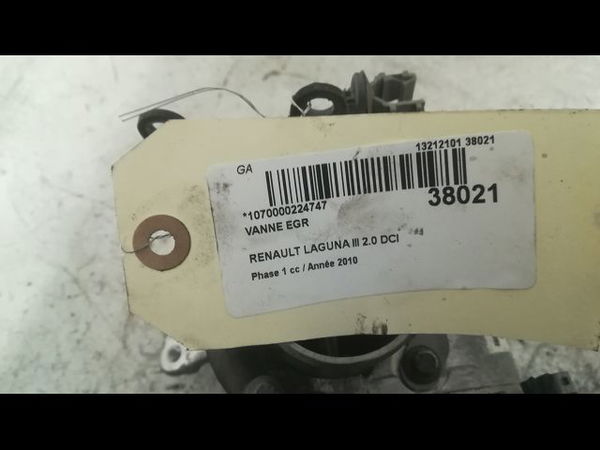 GA
13212101 38021
*1070000224747
38021
VANNE EGR
RENAULT LAGUNA III 2.0 DCI
Phase 1 cc / Année 2010